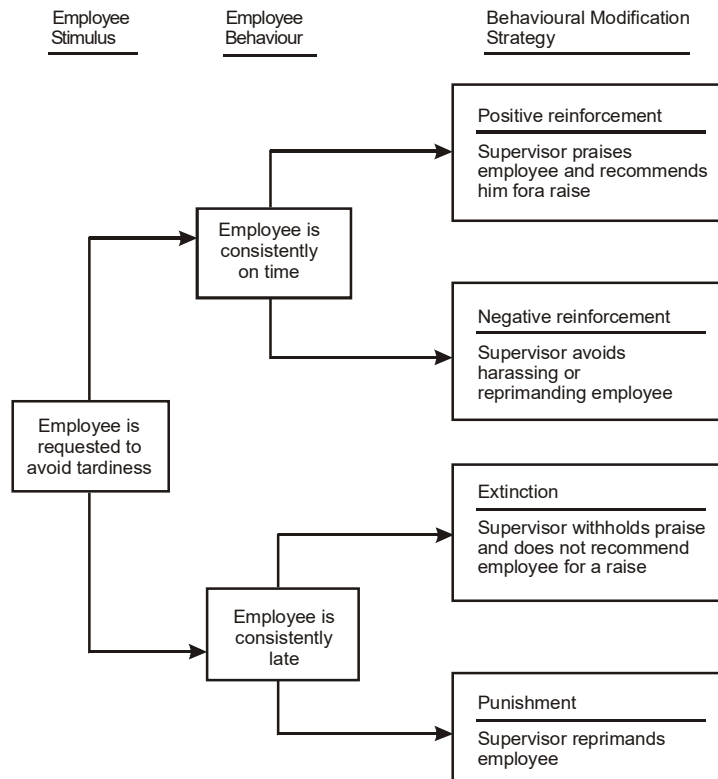 Employee
Stimulus
Employee
Behaviour
Behavioural Modification
Strategy
Positive reinforcement
Supervisor praises
employee and recommends
him fora raise
Employee is
consistently
on time
Negative reinforcement
Supervisor avoids
harassing or
reprimanding employee
Employee is
requested to
avoid tardiness
Extinction
Supervisor withholds praise
and does not recommend
employee for a raise
Employee is
consistently
late
Punishment
Supervisor reprimands
employee